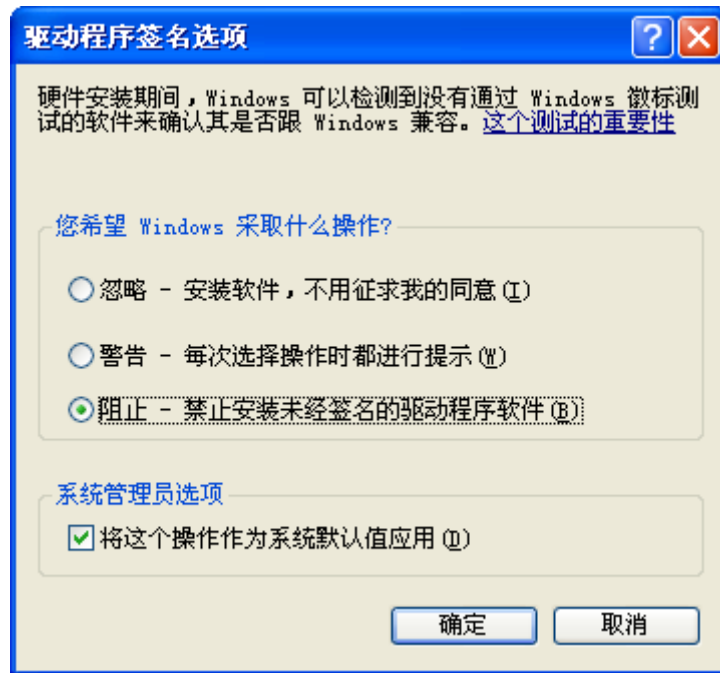 驱动程序签名选项
硬件安装期间，Windows 可以检测到没有通过 Windows 徽标测
试的软件来确认其是否跟 Windows 兼容。这个测试的重要性
您希望 Windows 采取什么操作?
忽略 - 安装软件，不用征求我的同意(I)
警告 - 每次选择操作时都进行提示(W)
阻止 - 禁止安装未经签名的驱动程序软件(B)
系统管理员选项
将这个操作作为系统默认值应用(D)
确定 取消